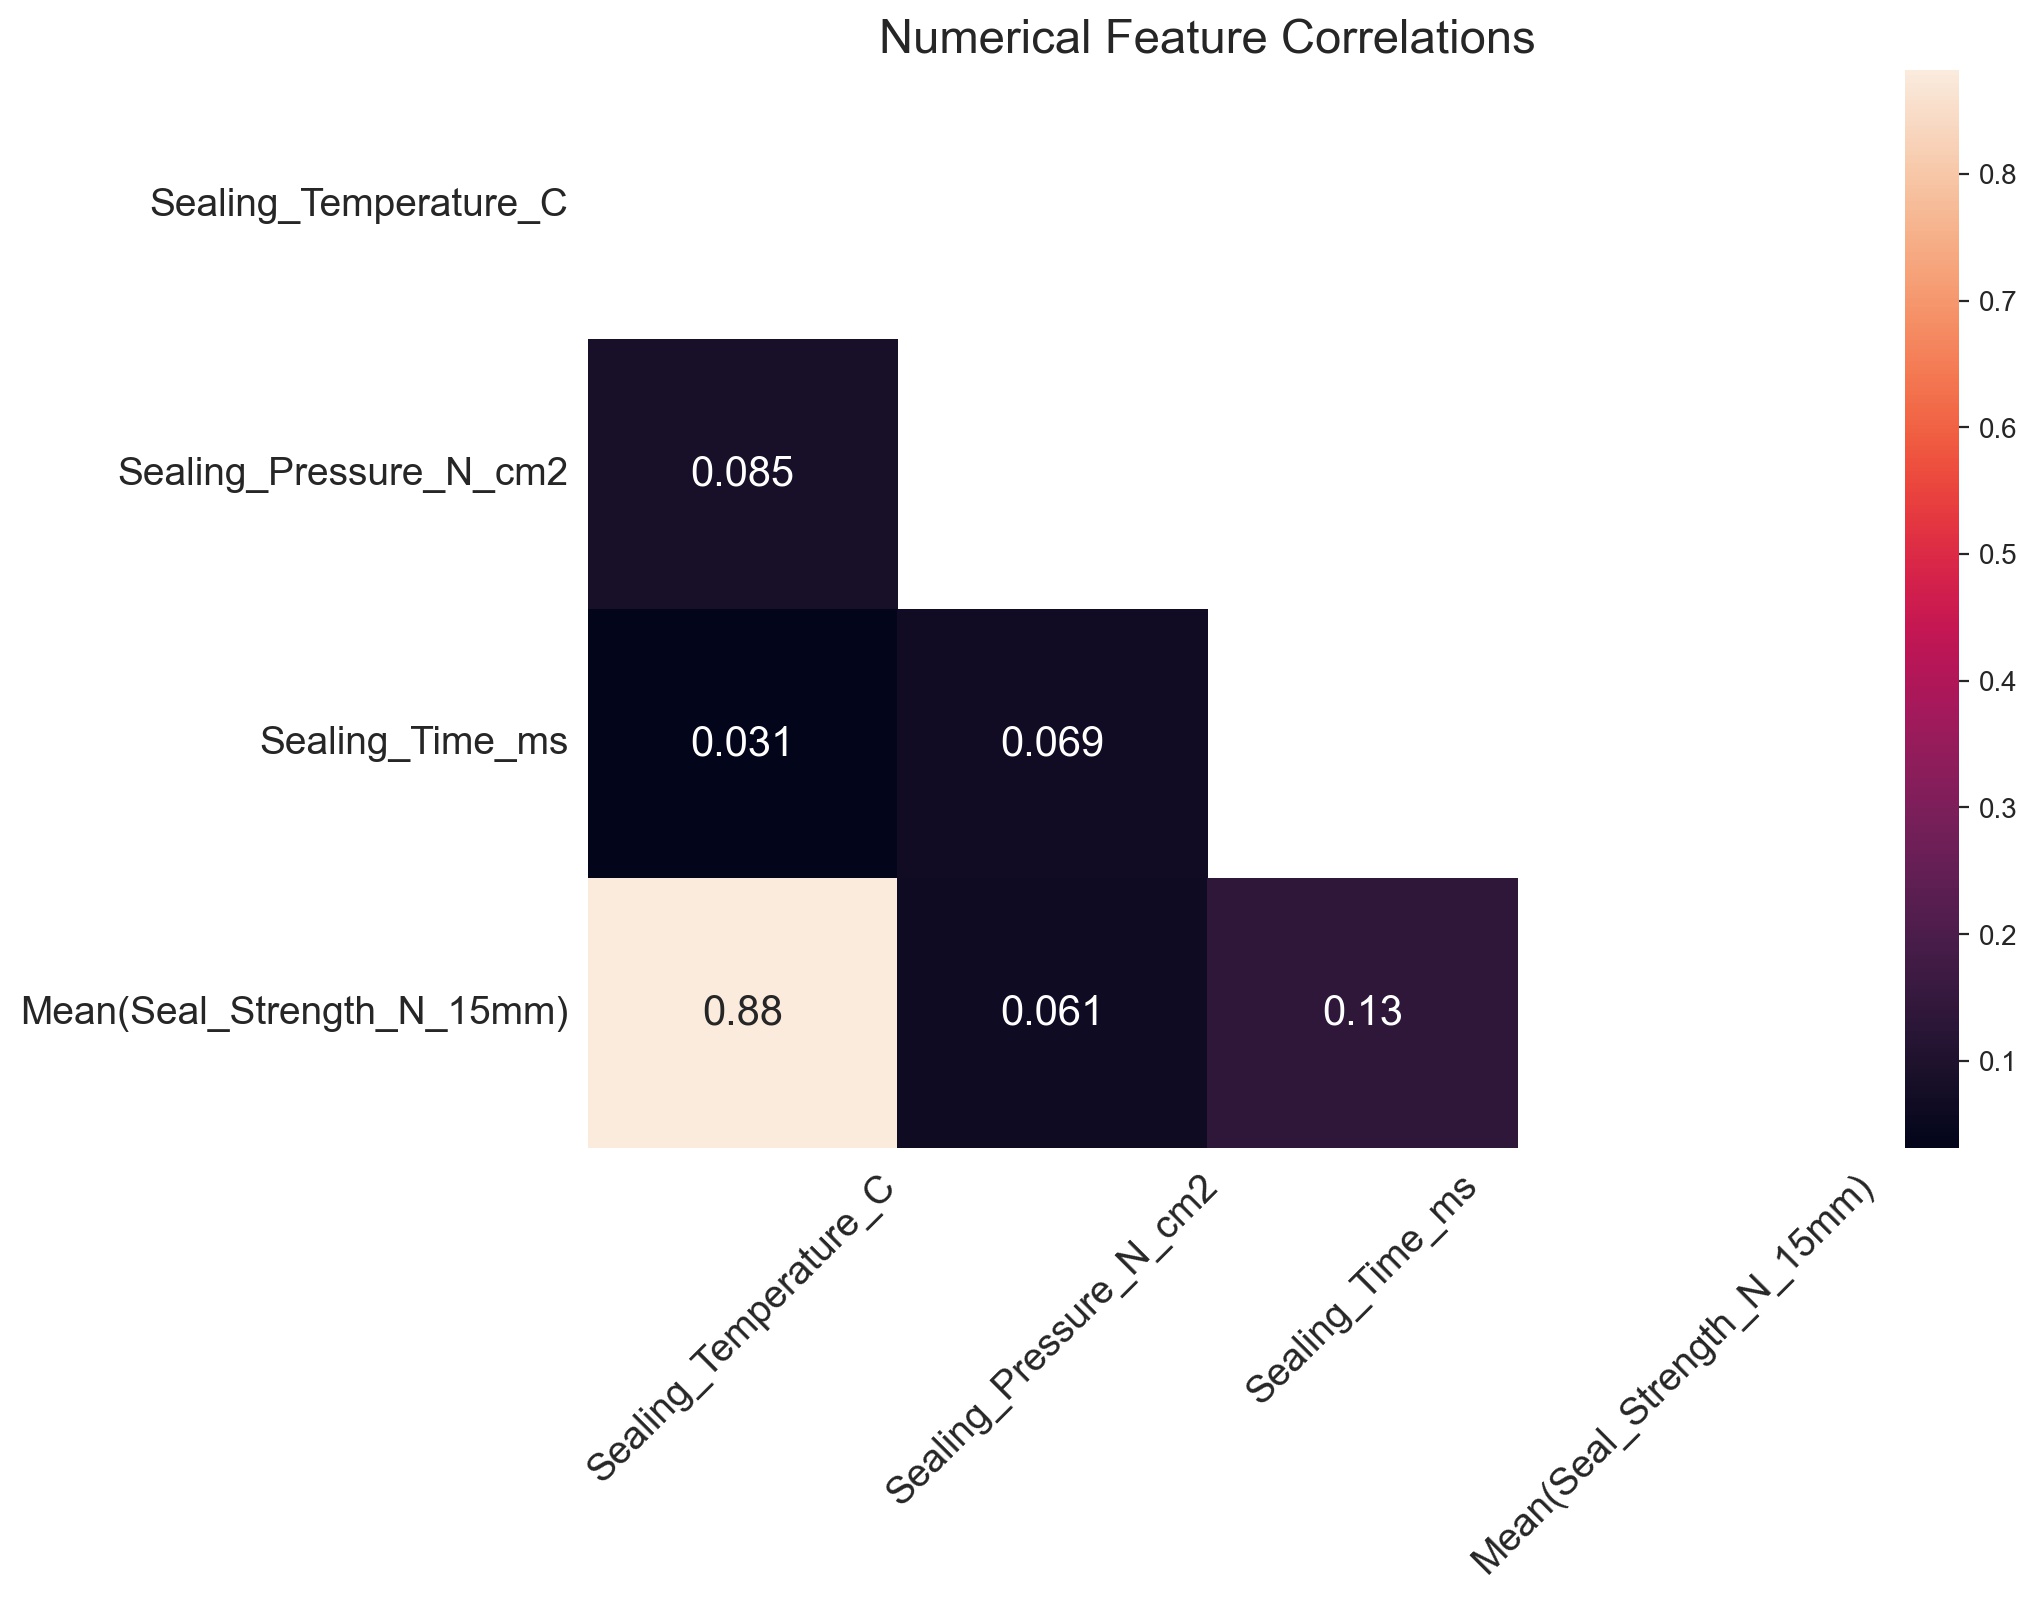 Numerical Feature Correlations
Sealing_Temperature_C
Sealing_Pressure_N_cm2
0.085
Sealing_Time_ms
0.031
0.069
Mean(Seal_Strength_N_15mm)
0.88
0.061
0.13
Sealing_Temperature_C
Sealing_Pressure_N_cm2
Sealing_Time_ms
Mean(Seal_Strength_N_15mm)
0.8
0.7
0.6
0.5
0.4
0.3
0.2
0.1